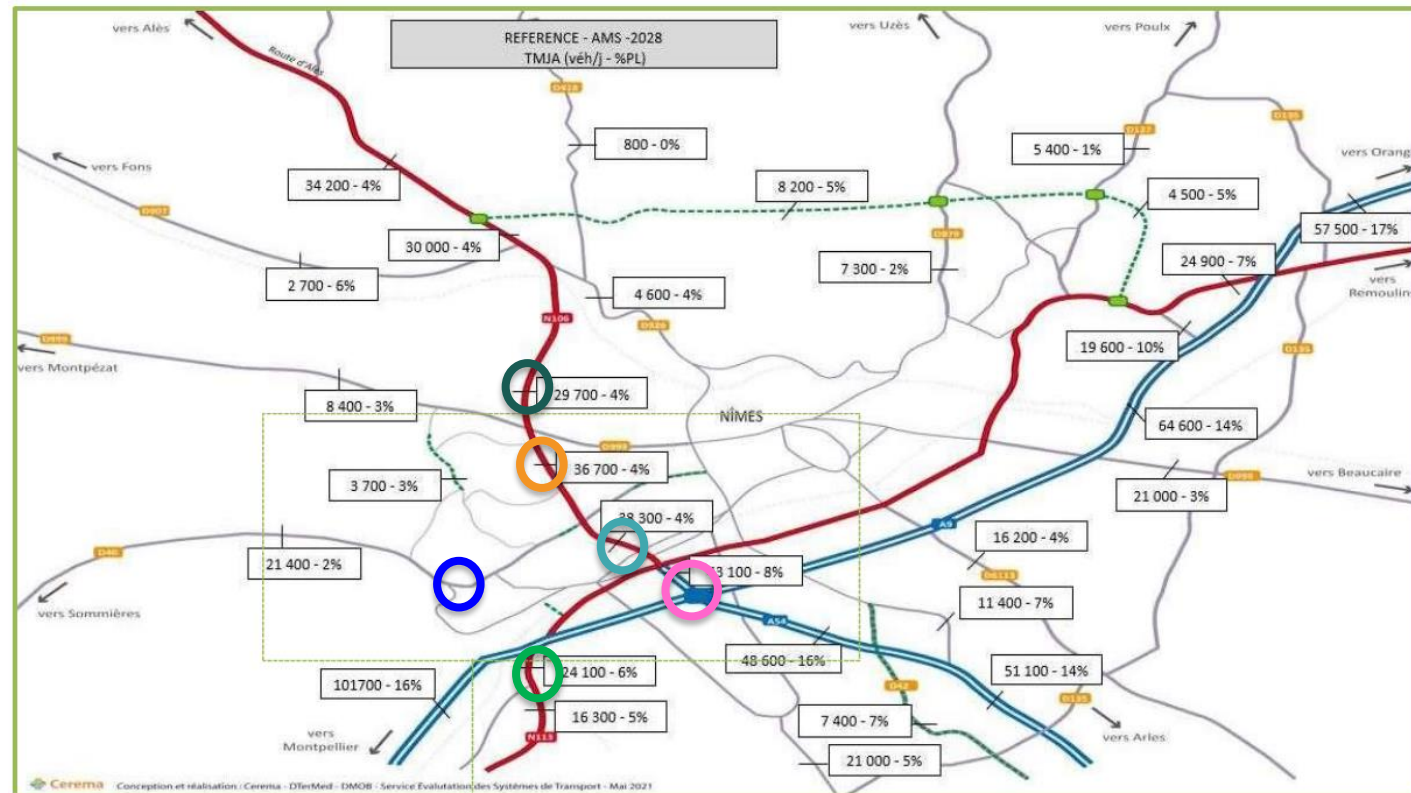 REFERENCE - AMS -2028
TMJA (véh/j - %PL)
vers Alès
Route d'Alès
vers Uzès
vers Poulx
D418
D127
D135
800 - 0%
5 400 - 1%
vers Fons
34 200 - 4%
8 200 - 5%
4 500 - 5%
vers Orang
D907
30 000 - 4%
D979
57 500 - 17%
2 700 - 6%
7 300 - 2%
24 900 - 7%
vers
Remoulin
4 600 - 4%
N106
D926
D999
19 600 - 10%
D135
vers Montpézat
8 400 - 3%
29 700 - 4%
NÎMES
64 600 - 14%
D999
36 700 - 4%
3 700 - 3%
vers Beaucaire
D999
21 000 - 3%
38 300 - 4%
A9
D40
21 400 - 2%
16 200 - 4%
3 100 - 8%
D6113
vers Sommières
11 400 - 7%
A54
48 600 - 16%
24 100 - 6%
51 100 - 14%
101700 - 16%
D42
D135
16 300 - 5%
7 400 - 7%
vers
Montpellier
N113
vers Arles
21 000 - 5%
Cerema Conception et réalisation : Cerema - DTerMed - DMOB - Service Évalutation des Systèmes de Transport - Mai 2021